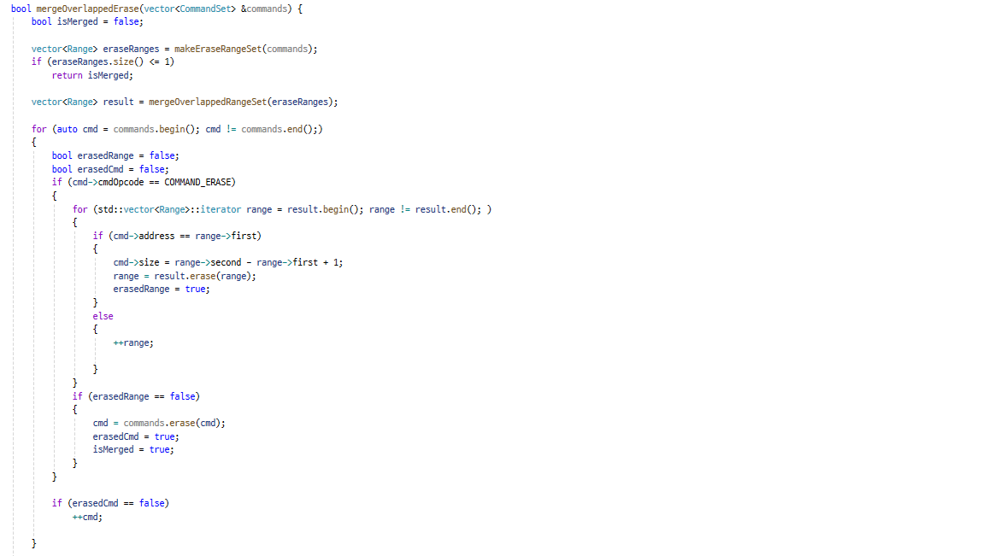 bool mergeOverlappedErase(vector<CommandSet> &commands) {
    bool isMerged = false;

    vector<Range> eraseRanges = makeEraseRangeSet(commands);
    if (eraseRanges.size() <= 1)
        return isMerged;

    vector<Range> result = mergeOverlappedRangeSet(eraseRanges);

    for (auto cmd = commands.begin(); cmd != commands.end();)
    {
        bool erasedRange = false;
        bool erasedCmd = false;
        if (cmd->cmdOpcode == COMMAND_ERASE)
        {
            for (std::vector<Range>::iterator range = result.begin(); range != result.end(); )
            {
                if (cmd->address == range->first)
                {
                    cmd->size = range->second - range->first + 1;
                    range = result.erase(range);
                    erasedRange = true;
                }
                else
                {
                    ++range;

                }
            }
            if (erasedRange == false)
            {
                cmd = commands.erase(cmd);
                erasedCmd = true;
                isMerged = true;
            }
        }

        if (erasedCmd == false)
            ++cmd;

    }